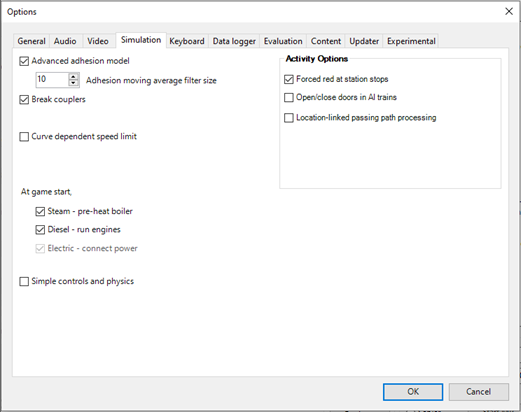 Options
General Audio Video Simulation Keyboard Data logger Evaluation Content Updater Experimental
Advanced adhesion model
10 Adhesion moving average filter size
Break couplers
Curve dependent speed limit
At game start,
Steam - pre-heat boiler
Diesel - run engines
Electric - connect power
Simple controls and physics
Activity Options
Forced red at station stops
Open/close doors in AI trains
Location-linked passing path processing
OK Cancel